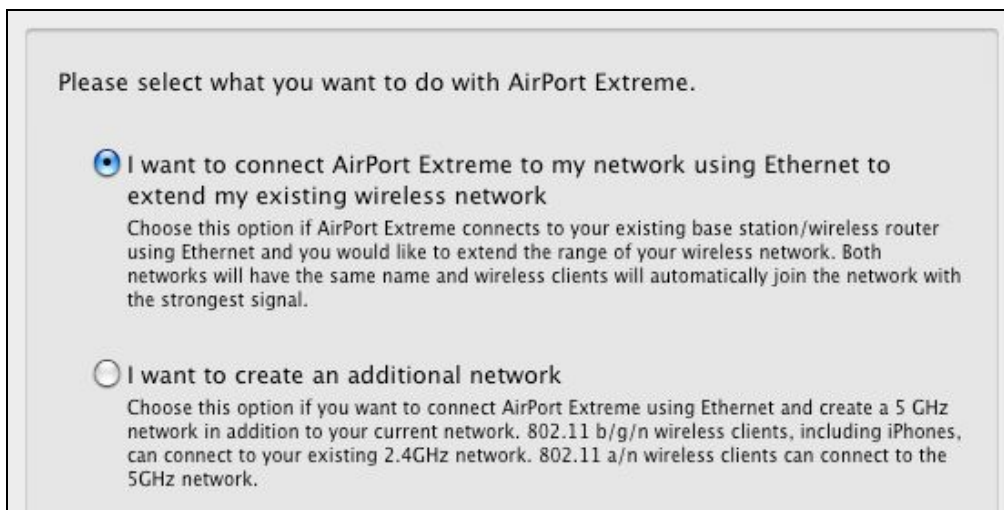 Please select what you want to do with AirPort Extreme.
I want to connect AirPort Extreme to my network using Ethernet to
extend my existing wireless network
Choose this option if AirPort Extreme connects to your existing base station/wireless router
using Ethernet and you would like to extend the range of your wireless network. Both
networks will have the same name and wireless clients will automatically join the network with
the strongest signal.
I want to create an additional network
Choose this option if you want to connect AirPort Extreme using Ethernet and create a 5 GHz
network in addition to your current network. 802.11 b/g/n wireless clients, including iPhones,
can connect to your existing 2.4GHz network. 802.11 a/n wireless clients can connect to the
5GHz network.